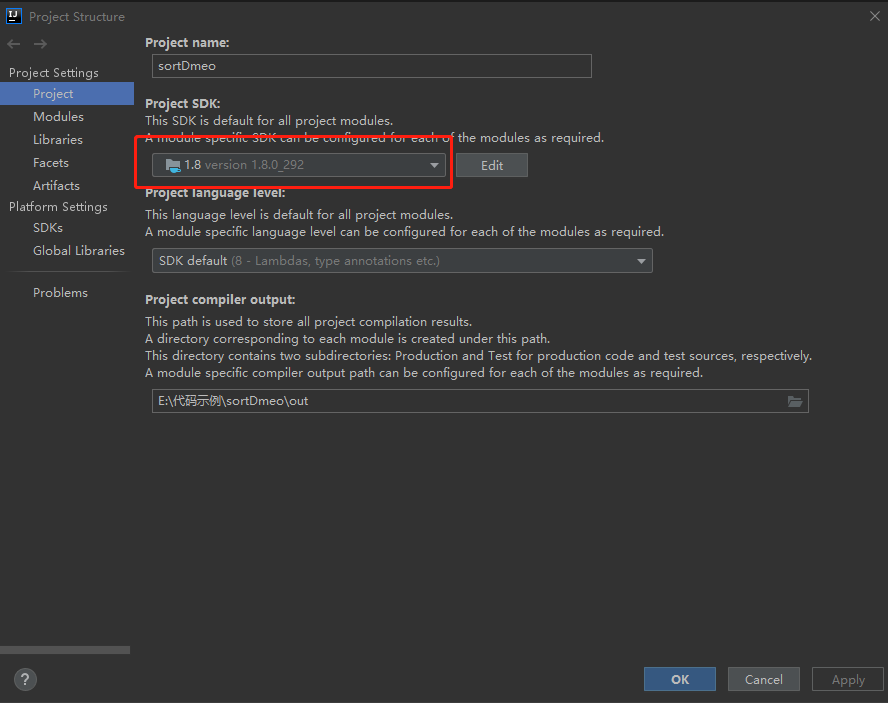 Project Structure
Project Settings
Project
Modules
Libraries
Facets
Artifacts
Platform Settings
SDKs
Global Libraries
Problems
Project name:
sortDmeo
Project SDK:
This SDK is default for all project modules.
A module specific SDK can be configured for each of the modules as required.
1.8 version 1.8.0_292
Edit
Project language level:
This language level is default for all project modules.
A module specific language level can be configured for each of the modules as required.
SDK default (8 - Lambdas, type annotations etc.)
Project compiler output:
This path is used to store all project compilation results.
A directory corresponding to each module is created under this path.
This directory contains two subdirectories: Production and Test for production code and test sources, respectively.
A module specific compiler output path can be configured for each of the modules as required.
E:\代码示例\sortDmeo\out
?
OK
Cancel
Apply